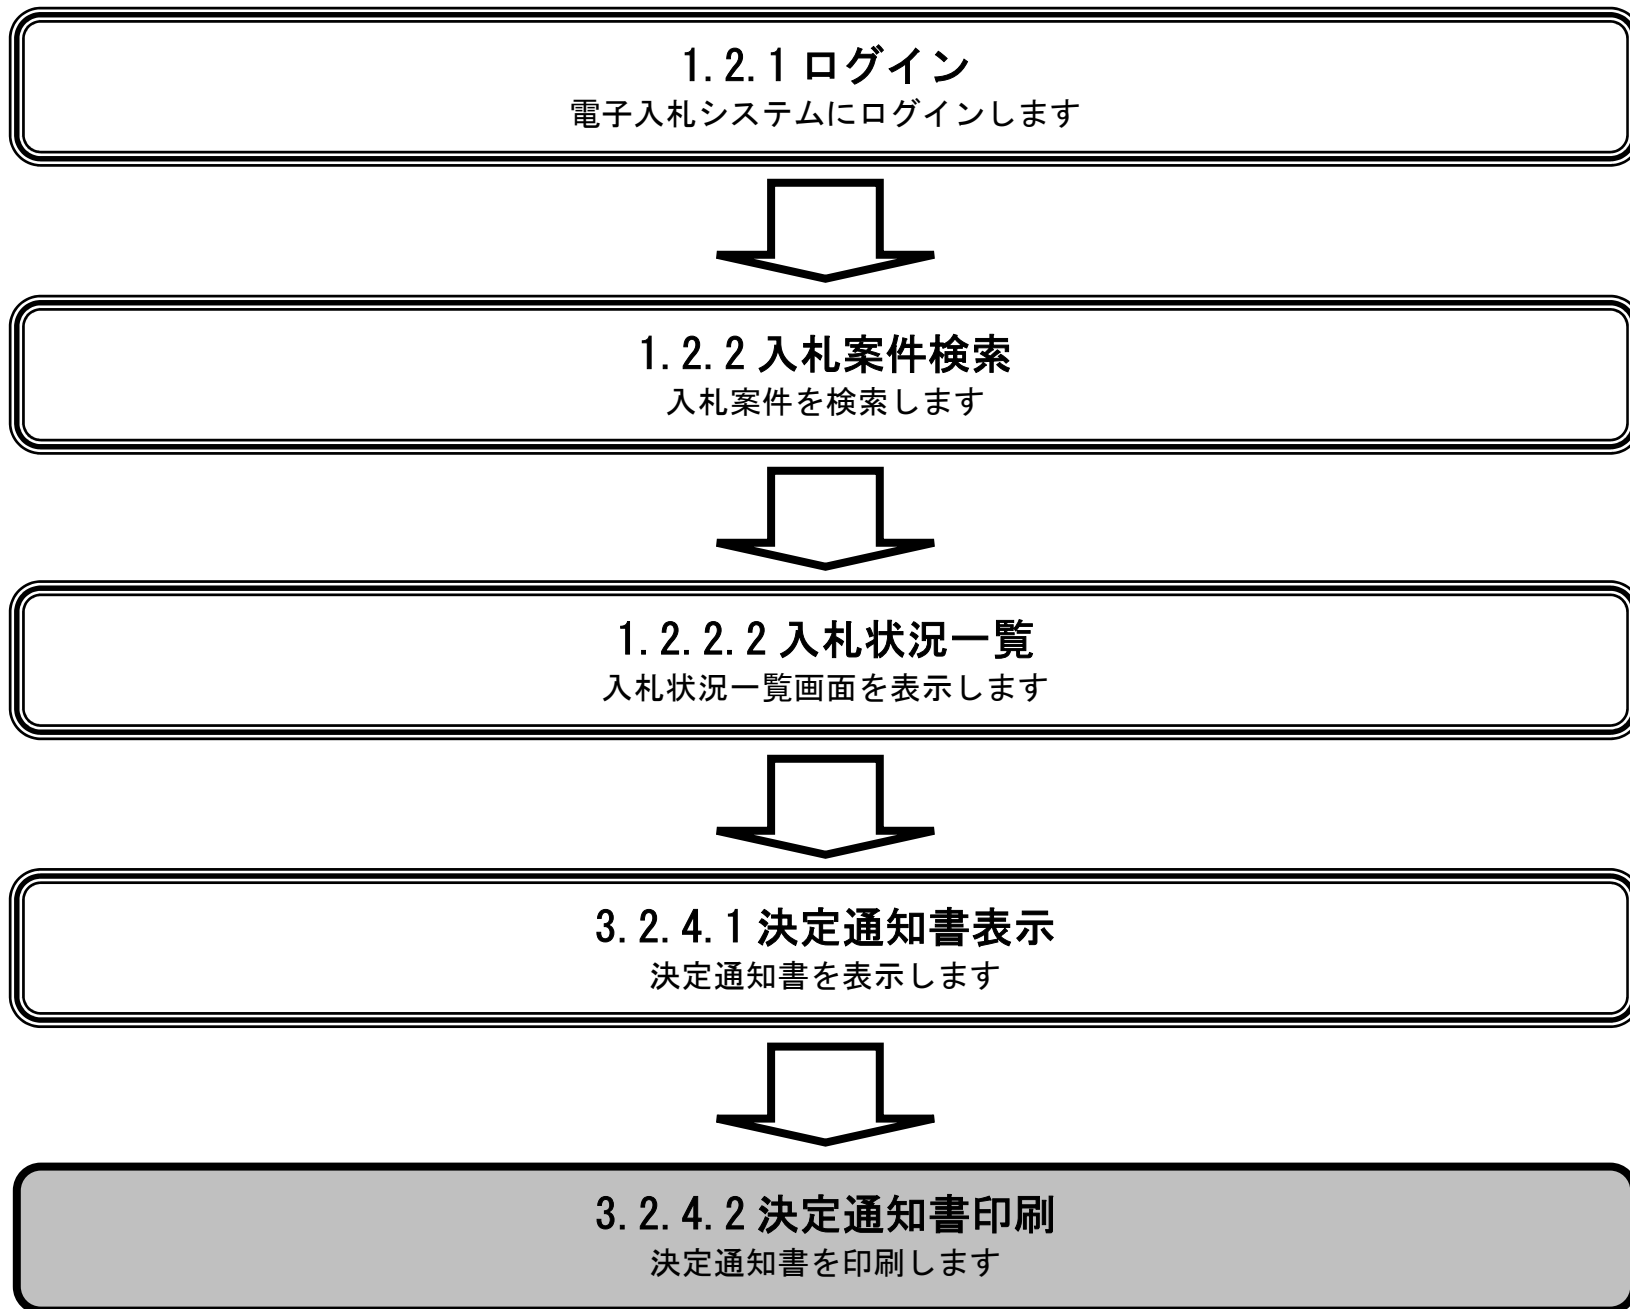 1.2.1 ログイン
電子入札システムにログインします
1.2.2 入札案件検索
入札案件を検索します
1.2.2.2 入札状況一覧
入札状況一覧画面を表示します
3.2.4.1 決定通知書表示
決定通知書を表示します
3.2.4.2 決定通知書印刷
決定通知書を印刷します